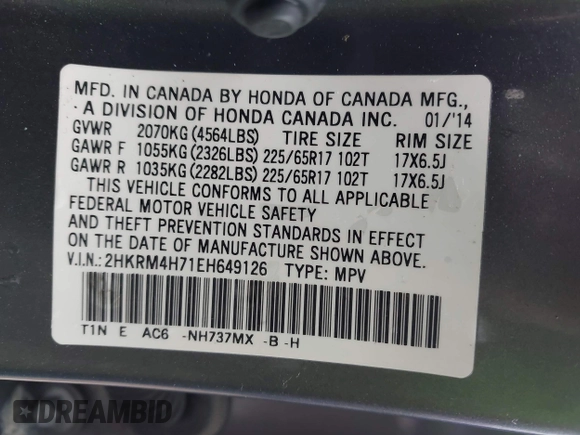 MFD. IN CANADA BY HONDA OF CANADA MFG.,
A DIVISION OF HONDA CANADA INC. 01/'14
GVWR 2070KG (4564LBS) TIRE SIZE RIM SIZE
GAWR F 1055KG (2326LBS) 225/65R17 102T 17X6.5J
GAWR R 1035KG (2282LBS) 225/65R17 102T 17X6.5J
THIS VEHICLE CONFORMS TO ALL APPLICABLE
FEDERAL MOTOR VEHICLE SAFETY
AND THEFT PREVENTION STANDARDS IN EFFECT
ON THE DATE OF MANUFACTURE SHOWN ABOVE.
V.I.N.: 2HKRM4H71EH649126 TYPE: MPV
T1N E AC6 -NH737MX -B -H
DREAMBID